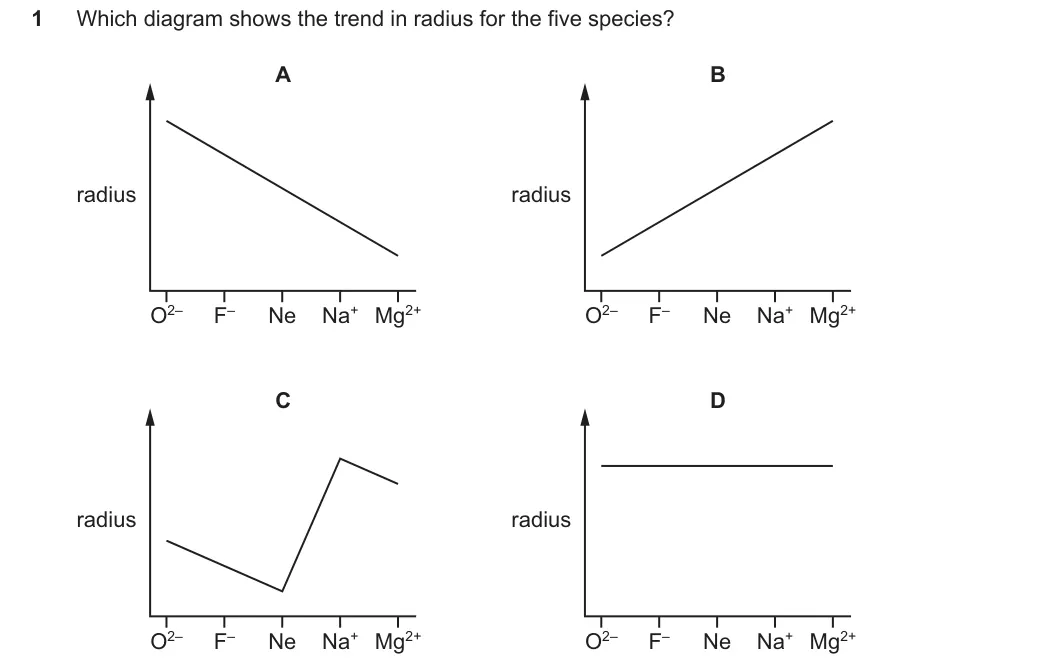 1 Which diagram shows the trend in radius for the five species?
A B
radius radius
O²⁻ F⁻ Ne Na⁺ Mg²⁺ O²⁻ F⁻ Ne Na⁺ Mg²⁺
C D
radius radius
O²⁻ F⁻ Ne Na⁺ Mg²⁺ O²⁻ F⁻ Ne Na⁺ Mg²⁺